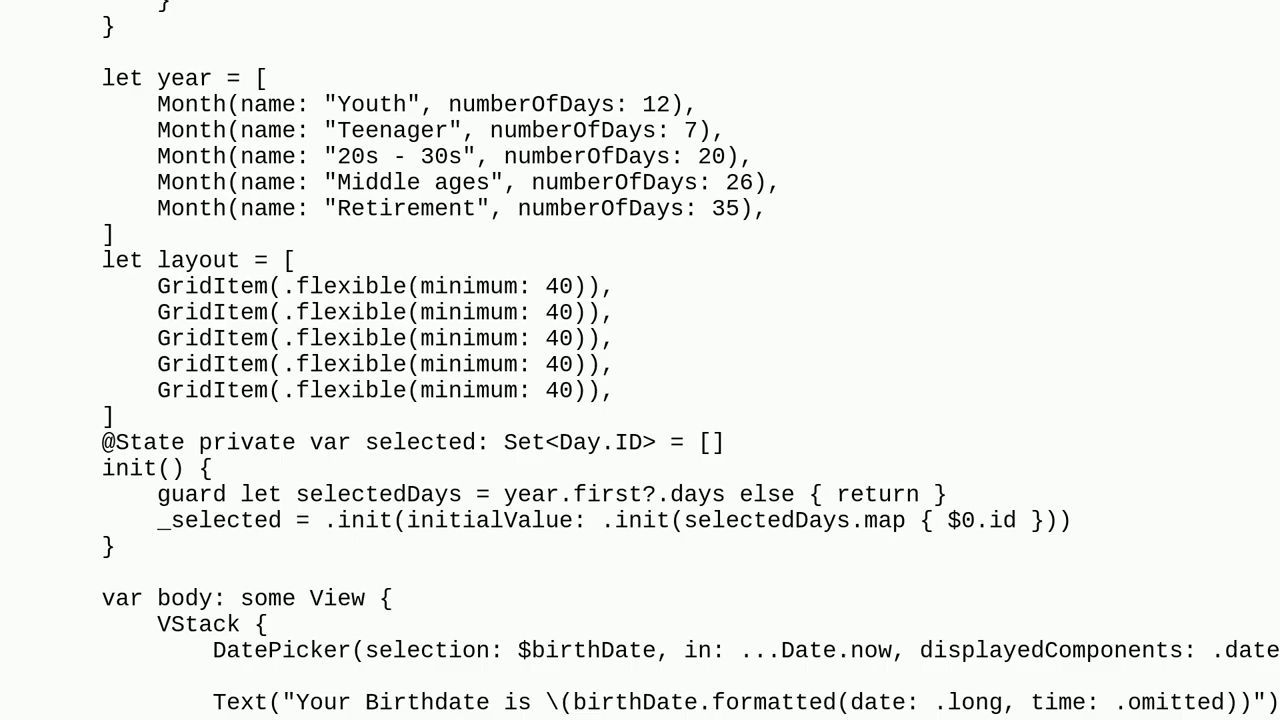 }
}
let year = [
Month(name: "Youth", numberOfDays: 12),
Month(name: "Teenager", numberOfDays: 7),
Month(name: "20s - 30s", numberOfDays: 20),
Month(name: "Middle ages", numberOfDays: 26),
Month(name: "Retirement", numberOfDays: 35),
]
let layout = [
GridItem(.flexible(minimum: 40)),
GridItem(.flexible(minimum: 40)),
GridItem(.flexible(minimum: 40)),
GridItem(.flexible(minimum: 40)),
GridItem(.flexible(minimum: 40)),
]
@State private var selected: Set<Day.ID> = []
init() {
guard let selectedDays = year.first?.days else { return }
_selected = .init(initialValue: .init(selectedDays.map { $0.id }))
}
var body: some View {
VStack {
DatePicker(selection: $birthDate, in: ...Date.now, displayedComponents: .date
Text("Your Birthdate is \(birthDate.formatted(date: .long, time: .omitted))")